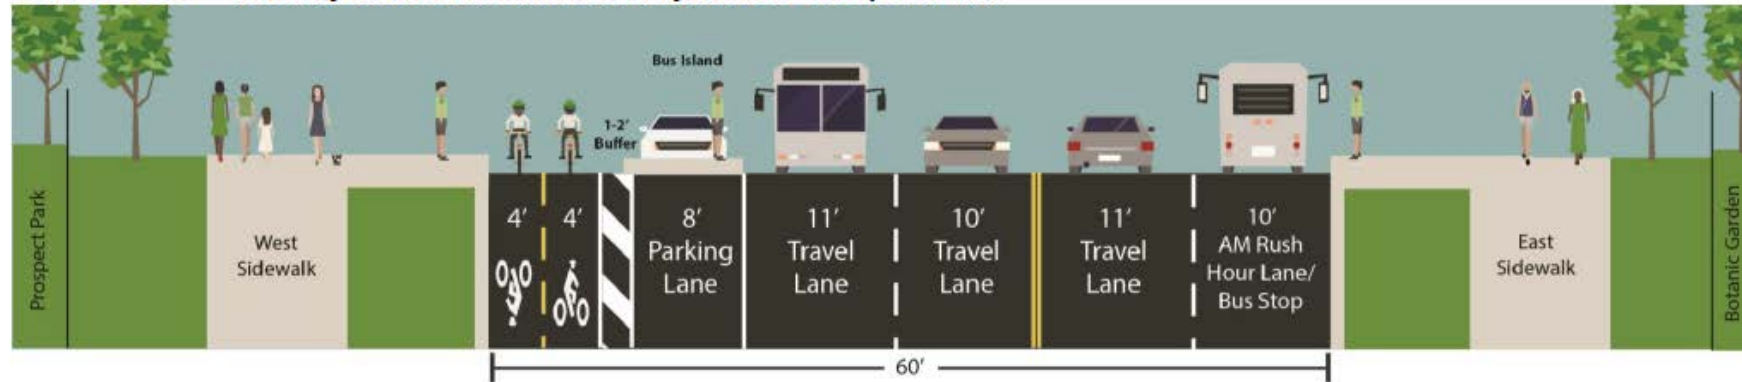 Bus Island
1-2'
Buffer
Prospect Park
West
Sidewalk
4'
4'
8'
Parking
Lane
11'
Travel
Lane
10'
Travel
Lane
11'
Travel
Lane
10'
AM Rush
Hour Lane/
Bus Stop
East
Sidewalk
Botanic Garden
60'